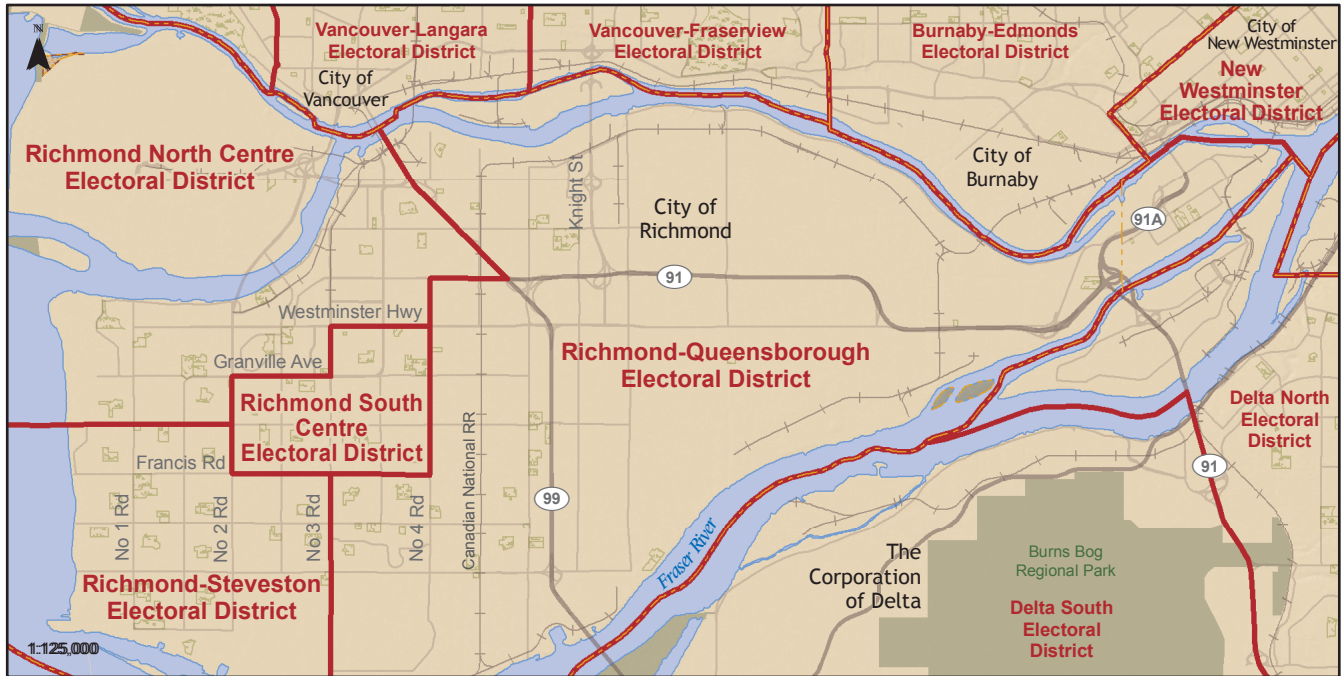 N
Vancouver-Langara
Electoral District
Vancouver-Fraserview
Electoral District
Burnaby-Edmonds
Electoral District
City of
New Westminster
New
Westminster
Electoral District
City of
Vancouver
Richmond North Centre
Electoral District
Knight St
City of
Richmond
City of
Burnaby
91A
91
Westminster Hwy
Granville Ave
Richmond-Queensborough
Electoral District
Richmond South
Centre
Electoral District
Delta North
Electoral
District
Francis Rd
No 1 Rd
No 2 Rd
No 3 Rd
No 4 Rd
Canadian National RR
99
91
Fraser River
The
Corporation
of Delta
Burns Bog
Regional Park
Richmond-Steveston
Electoral District
Delta South
Electoral
District
1:125,000